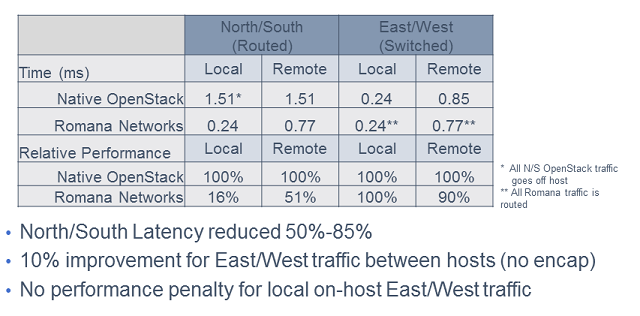 North/South East/West
(Routed) (Switched)
Time (ms) Local Remote Local Remote
Native OpenStack 1.51* 1.51 0.24 0.85
Romana Networks 0.24 0.77 0.24** 0.77**
Relative Performance Local Remote Local Remote
Native OpenStack 100% 100% 100% 100%
Romana Networks 16% 51% 100% 90%
* All N/S OpenStack traffic
goes off host
** All Romana traffic is
routed
• North/South Latency reduced 50%-85%
• 10% improvement for East/West traffic between hosts (no encap)
• No performance penalty for local on-host East/West traffic